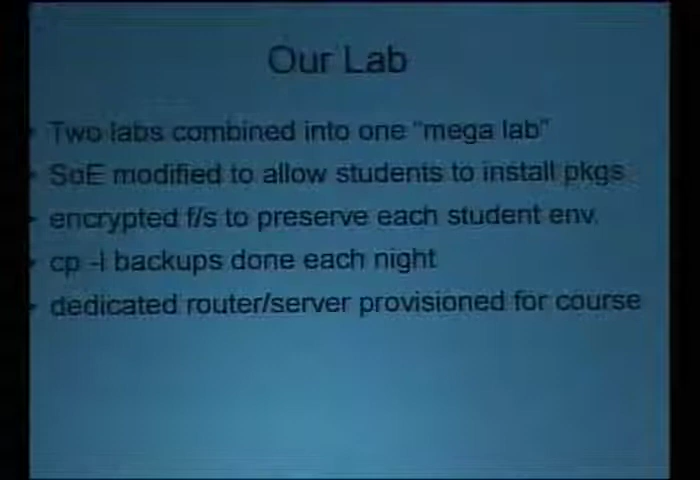 Our Lab
Two labs combined into one "mega lab"
SoE modified to allow students to install pkgs
encrypted f/s to preserve each student env.
cp -l backups done each night
dedicated router/server provisioned for course